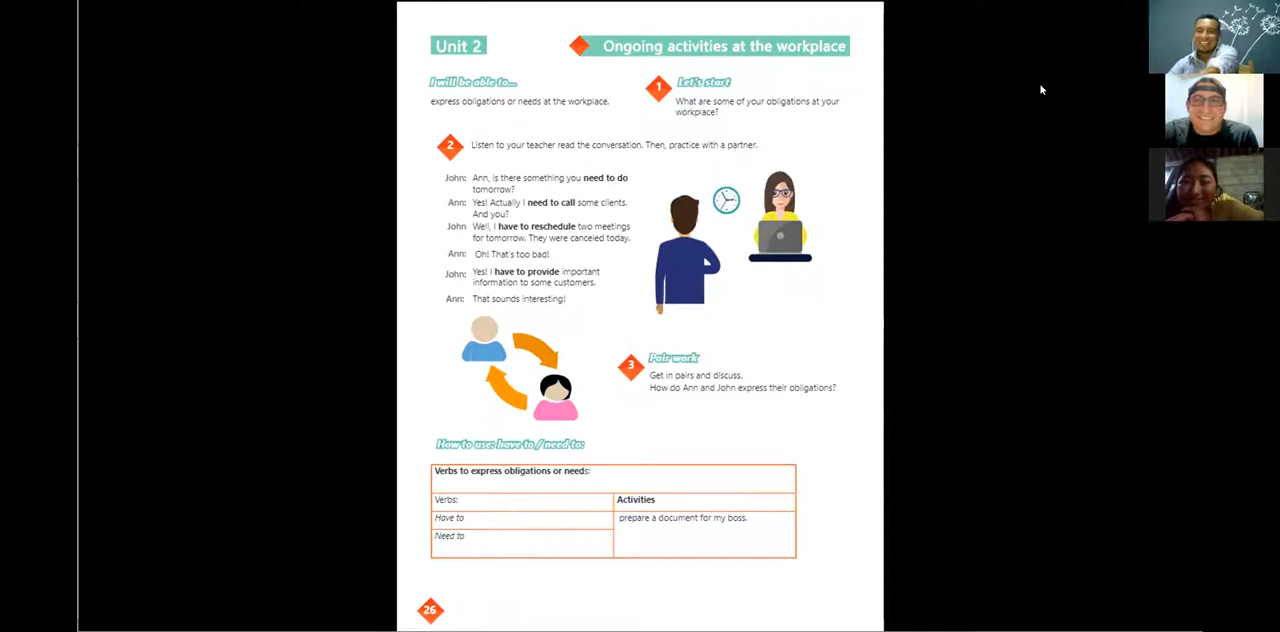 Unit 2
Ongoing activities at the workplace
I will be able to...
express obligations or needs at the workplace.
1
Let's start
What are some of your obligations at your
workplace?
2
Listen to your teacher read the conversation. Then, practice with a partner.
John: Ann, is there something you need to do
tomorrow?
Ann: Yes! Actually I need to call some clients.
And you?
John Well, I have to reschedule two meetings
for tomorrow. They were canceled today.
Ann: Oh! That's too bad!
John: Yes! I have to provide important
information to some customers.
Ann: That sounds interesting!
3
Pair work
Get in pairs and discuss.
How do Ann and John express their obligations?
How to use: have to / need to:
Verbs to express obligations or needs:
Verbs:
Activities
Have to
prepare a document for my boss.
Need to
26